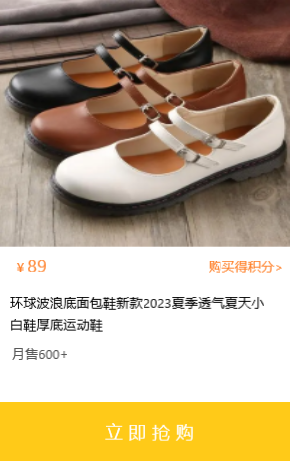 ¥89
购买得积分>
环球波浪底面包鞋新款2023夏季透气夏天小
白鞋厚底运动鞋
月售600+
立即抢购